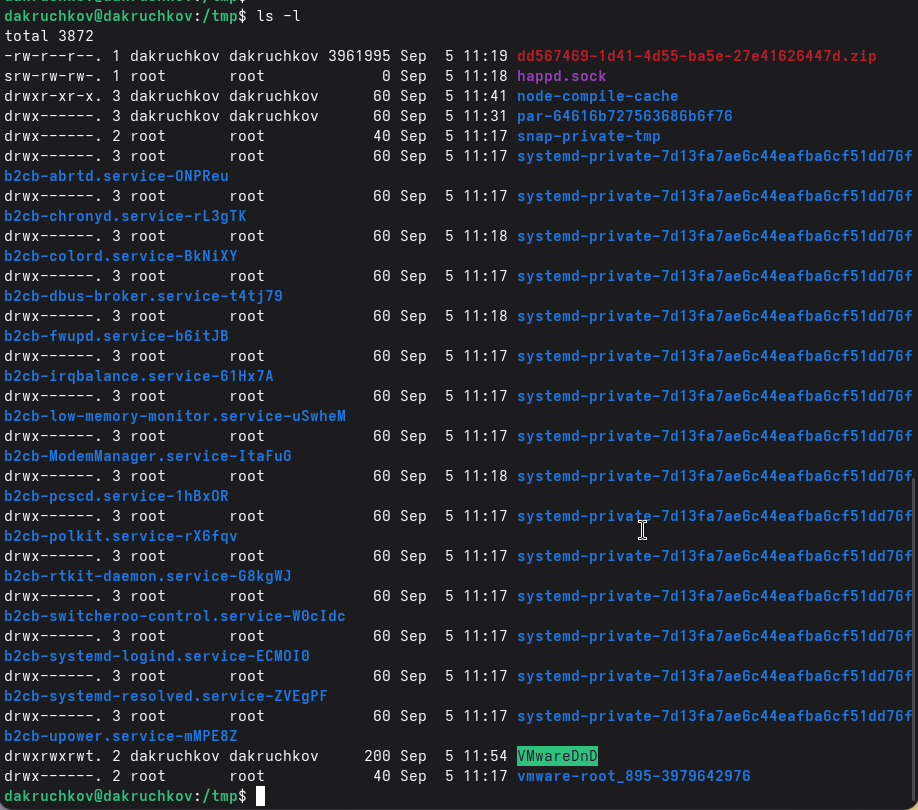 dakruchkov@dakruchkov:/tmp$ ls -l
total 3872
-rw-r--r--. 1 dakruchkov dakruchkov 3961995 Sep  5 11:19 dd567469-1d41-4d55-ba5e-27e41626447d.zip
srw-rw-rw-. 1 root       root             0 Sep  5 11:18 happd.sock
drwxr-xr-x. 3 dakruchkov dakruchkov      60 Sep  5 11:41 node-compile-cache
drwx------. 3 dakruchkov dakruchkov      60 Sep  5 11:31 par-64616b727563686b6f76
drwx------. 2 root       root            40 Sep  5 11:17 snap-private-tmp
drwx------. 3 root       root            60 Sep  5 11:17 systemd-private-7d13fa7ae6c44eafba6cf51dd76f
b2cb-abrtd.service-ONPReu
drwx------. 3 root       root            60 Sep  5 11:17 systemd-private-7d13fa7ae6c44eafba6cf51dd76f
b2cb-chronyd.service-rL3gTK
drwx------. 3 root       root            60 Sep  5 11:18 systemd-private-7d13fa7ae6c44eafba6cf51dd76f
b2cb-colord.service-BkNiXY
drwx------. 3 root       root            60 Sep  5 11:17 systemd-private-7d13fa7ae6c44eafba6cf51dd76f
b2cb-dbus-broker.service-t4tj79
drwx------. 3 root       root            60 Sep  5 11:18 systemd-private-7d13fa7ae6c44eafba6cf51dd76f
b2cb-fwupd.service-b6itJB
drwx------. 3 root       root            60 Sep  5 11:17 systemd-private-7d13fa7ae6c44eafba6cf51dd76f
b2cb-irqbalance.service-61Hx7A
drwx------. 3 root       root            60 Sep  5 11:17 systemd-private-7d13fa7ae6c44eafba6cf51dd76f
b2cb-low-memory-monitor.service-uSwheM
drwx------. 3 root       root            60 Sep  5 11:17 systemd-private-7d13fa7ae6c44eafba6cf51dd76f
b2cb-ModemManager.service-ItaFuG
drwx------. 3 root       root            60 Sep  5 11:18 systemd-private-7d13fa7ae6c44eafba6cf51dd76f
b2cb-pcscd.service-1hBxOR
drwx------. 3 root       root            60 Sep  5 11:17 systemd-private-7d13fa7ae6c44eafba6cf51dd76f
b2cb-polkit.service-rX6fqv
drwx------. 3 root       root            60 Sep  5 11:17 systemd-private-7d13fa7ae6c44eafba6cf51dd76f
b2cb-rtkit-daemon.service-G8kgWJ
drwx------. 3 root       root            60 Sep  5 11:17 systemd-private-7d13fa7ae6c44eafba6cf51dd76f
b2cb-switcheroo-control.service-W0cIdc
drwx------. 3 root       root            60 Sep  5 11:17 systemd-private-7d13fa7ae6c44eafba6cf51dd76f
b2cb-systemd-logind.service-ECMOI0
drwx------. 3 root       root            60 Sep  5 11:17 systemd-private-7d13fa7ae6c44eafba6cf51dd76f
b2cb-systemd-resolved.service-ZVEgPF
drwx------. 3 root       root            60 Sep  5 11:17 systemd-private-7d13fa7ae6c44eafba6cf51dd76f
b2cb-upower.service-mMPE8Z
drwxrwxrwt. 2 dakruchkov dakruchkov     200 Sep  5 11:54 VMwareDnD
drwx------. 2 root       root            40 Sep  5 11:17 vmware-root_895-3979642976
dakruchkov@dakruchkov:/tmp$